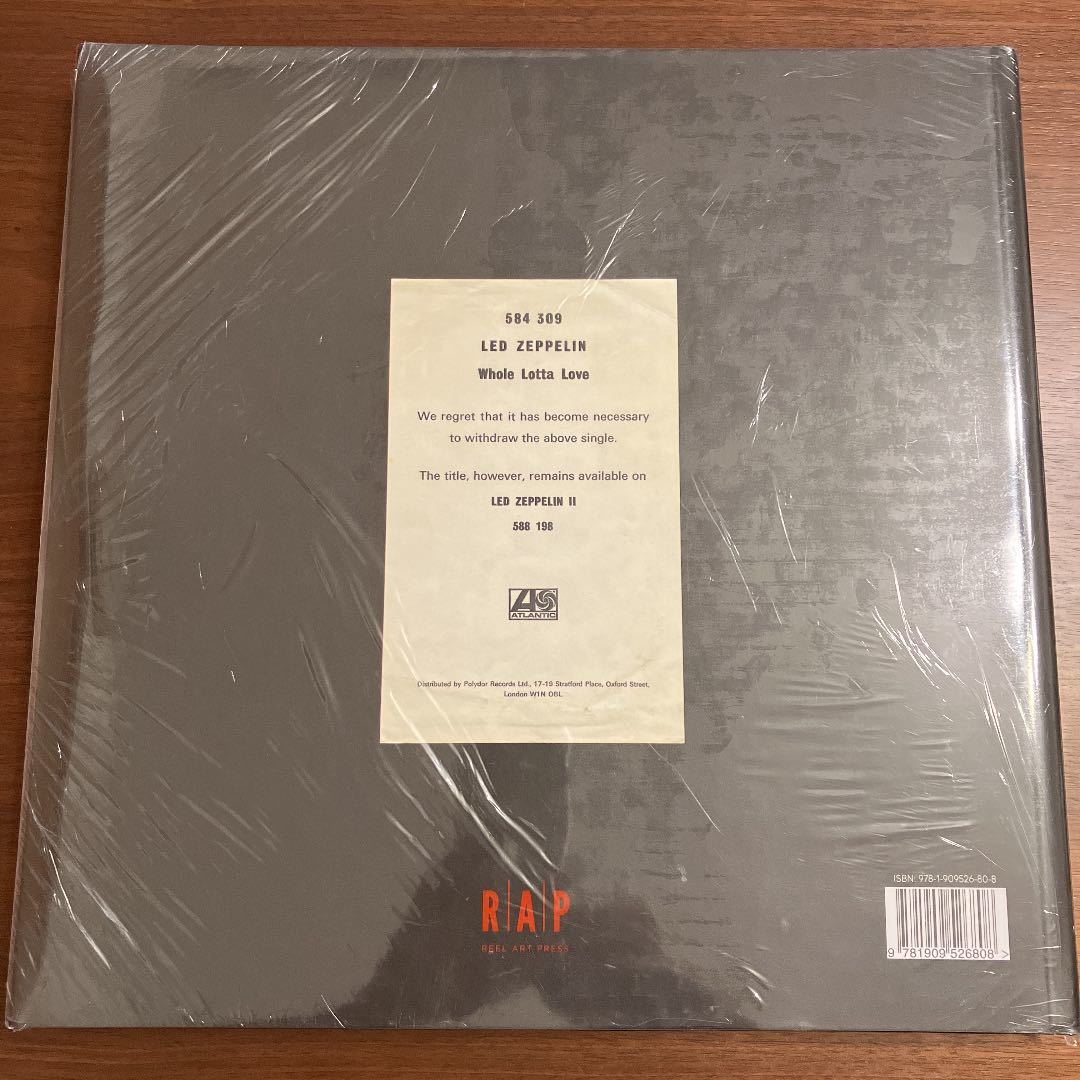 584 309
LED ZEPPELIN
Whole Lotta Love
We regret that it has become necessary
to withdraw the above single.
The title, however, remains available on
LED ZEPPELIN II
588 198
ATLANTIC
Distributed by Polydor Records Ltd., 17-19 Stratford Place, Oxford Street,
London W1N OBL
R|A|P
REEL ART PRESS
ISBN: 978-1-909526-80-8
9 781909 526808 >